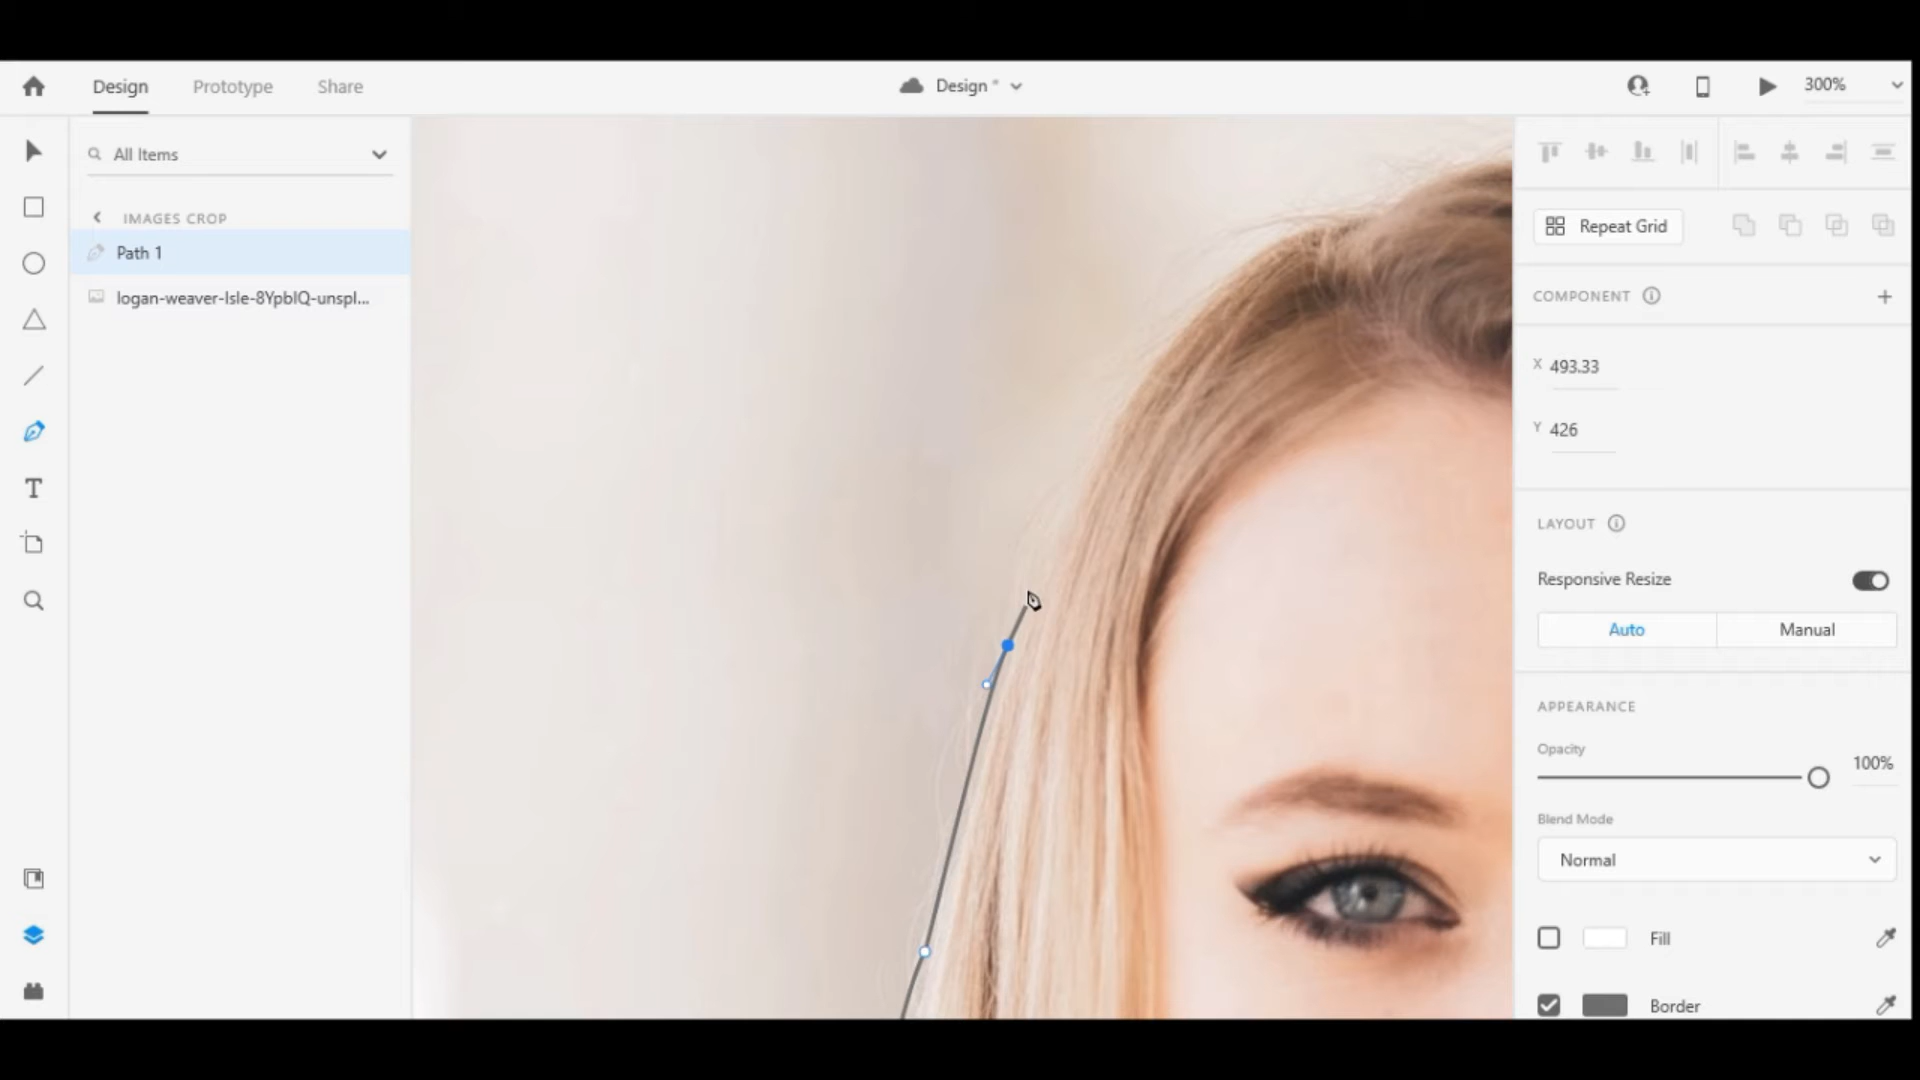 Design Prototype Share Design * 300%
All Items
IMAGES CROP
Path 1
logan-weaver-lsle-8YpbIQ-unspl...
T
Repeat Grid
COMPONENT
X 493.33
Y 426
LAYOUT
Responsive Resize
Auto Manual
APPEARANCE
Opacity
100%
Blend Mode
Normal
Fill
Border